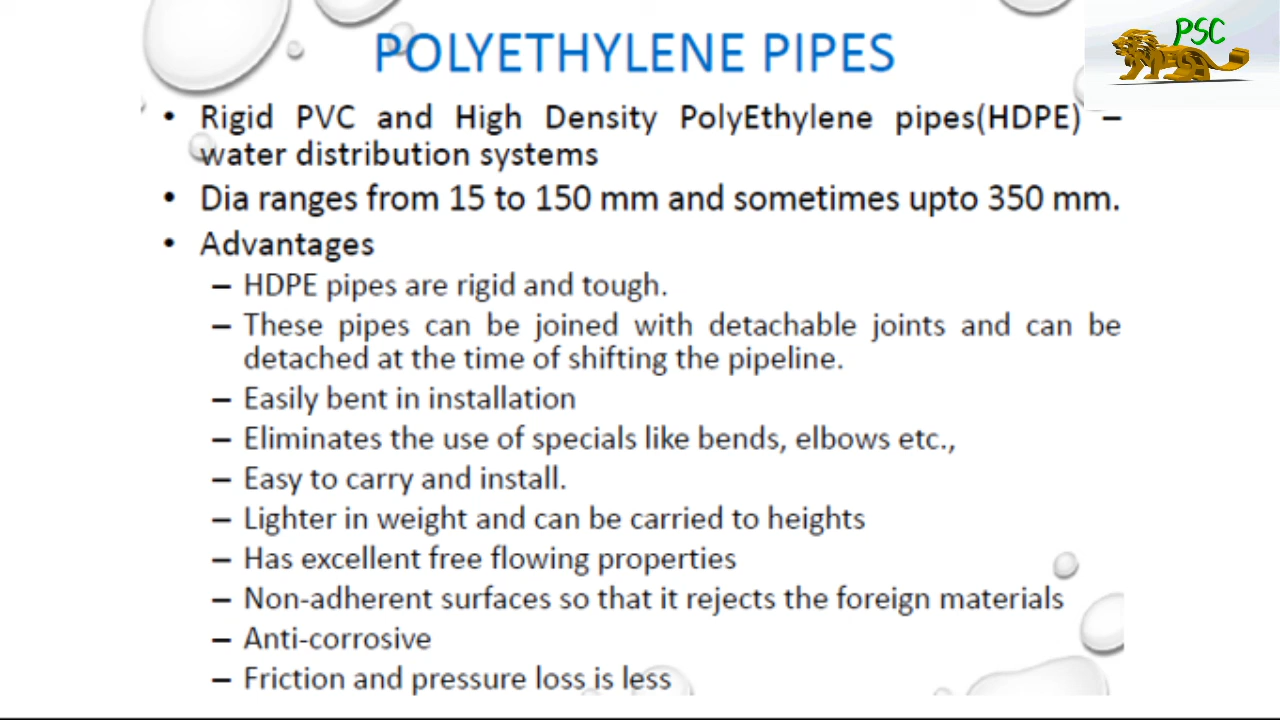 PSC
POLYETHYLENE PIPES
• Rigid PVC and High Density PolyEthylene pipes(HDPE) –
water distribution systems
• Dia ranges from 15 to 150 mm and sometimes upto 350 mm.
• Advantages
– HDPE pipes are rigid and tough.
– These pipes can be joined with detachable joints and can be
detached at the time of shifting the pipeline.
– Easily bent in installation
– Eliminates the use of specials like bends, elbows etc.,
– Easy to carry and install.
– Lighter in weight and can be carried to heights
– Has excellent free flowing properties
– Non-adherent surfaces so that it rejects the foreign materials
– Anti-corrosive
– Friction and pressure loss is less